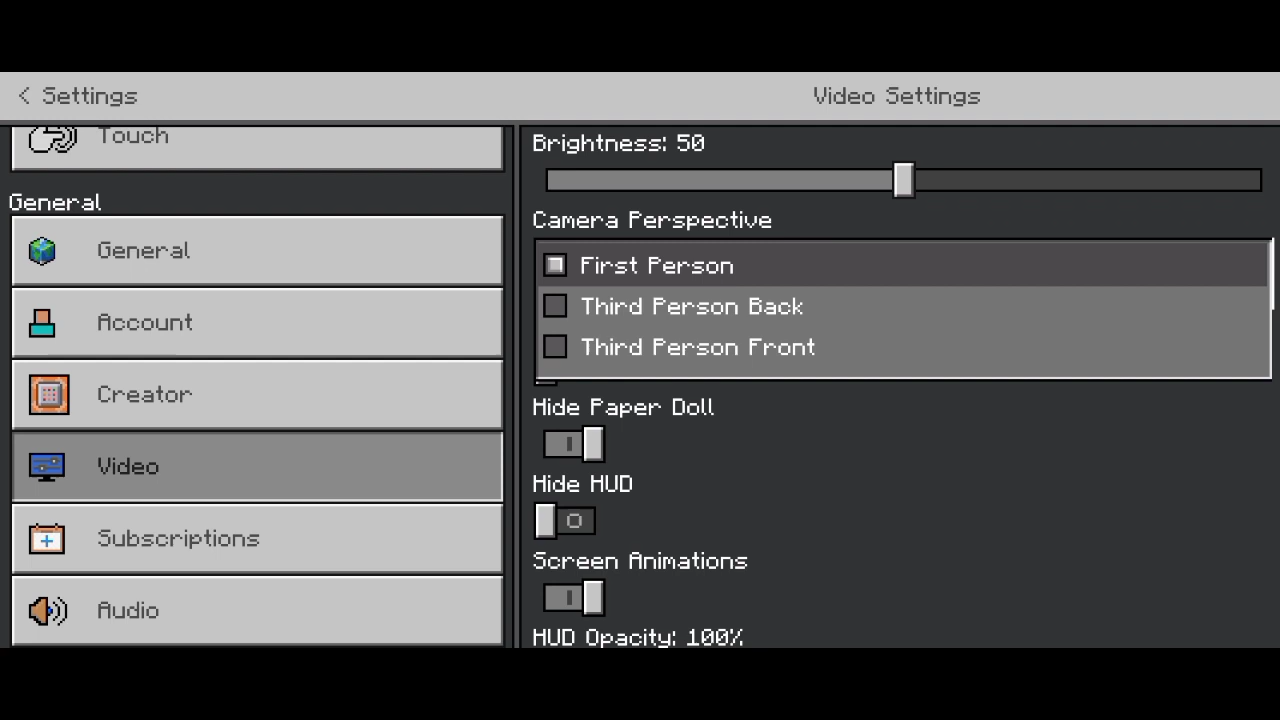 < Settings
Video Settings
Touch
General
General
Account
Creator
Video
Subscriptions
Audio
Brightness: 50
Camera Perspective
First Person
Third Person Back
Third Person Front
Hide Paper Doll
Hide HUD
Screen Animations
HUD Opacity: 100%